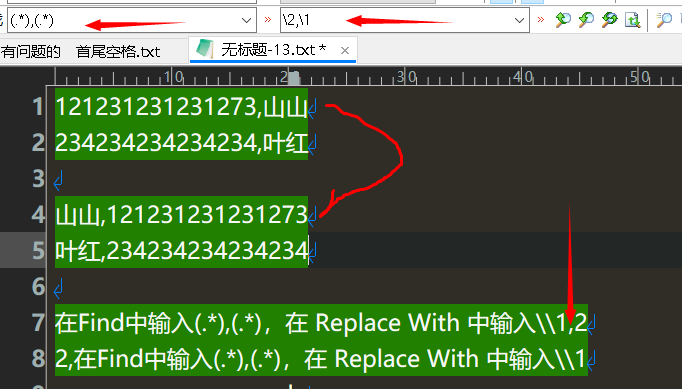 (.*),(.*)
\2,\1
有问题的
首尾空格.txt
无标题-13.txt *
10 20 30 40 50
1 121231231231273,山山
2 234234234234234,叶红
3
4 山山,121231231231273
5 叶红,234234234234234
6
7 在Find中输入(.*),(.*)，在 Replace With 中输入\\1,2
8 2,在Find中输入(.*),(.*)，在 Replace With 中输入\\1